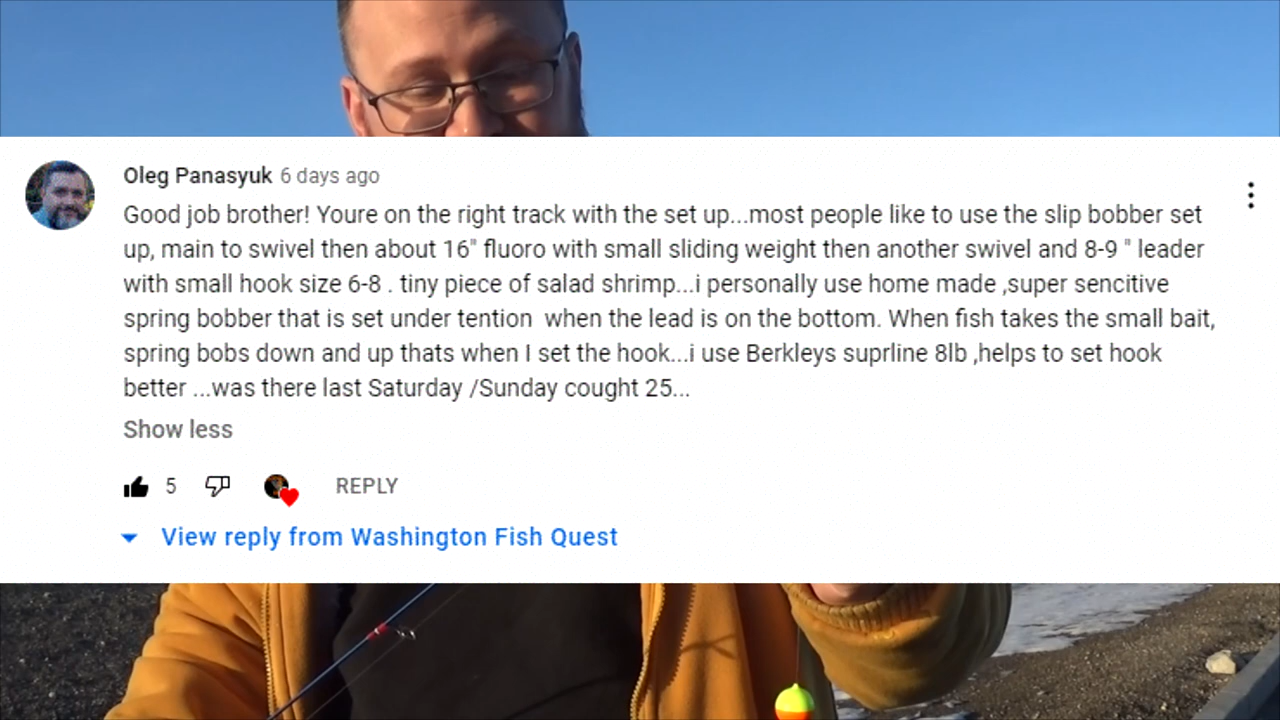 Oleg Panasyuk 6 days ago
Good job brother! Youre on the right track with the set up...most people like to use the slip bobber set
up, main to swivel then about 16" fluoro with small sliding weight then another swivel and 8-9 " leader
with small hook size 6-8 . tiny piece of salad shrimp...i personally use home made ,super sencitive
spring bobber that is set under tention  when the lead is on the bottom. When fish takes the small bait,
spring bobs down and up thats when I set the hook...i use Berkleys suprline 8lb ,helps to set hook
better ...was there last Saturday /Sunday cought 25...
Show less
5 REPLY
View reply from Washington Fish Quest